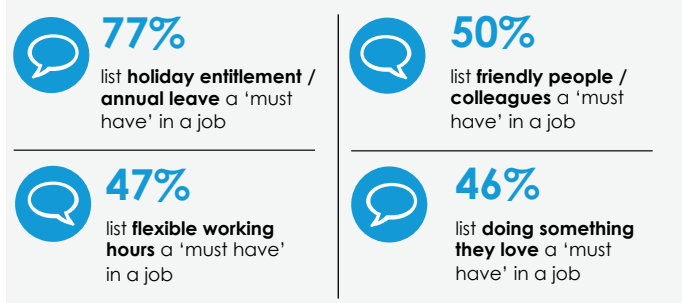 77%
list holiday entitlement /
annual leave a ‘must
have’ in a job
50%
list friendly people /
colleagues a ‘must
have’ in a job
47%
list flexible working
hours a ‘must have’
in a job
46%
list doing something
they love a ‘must
have’ in a job